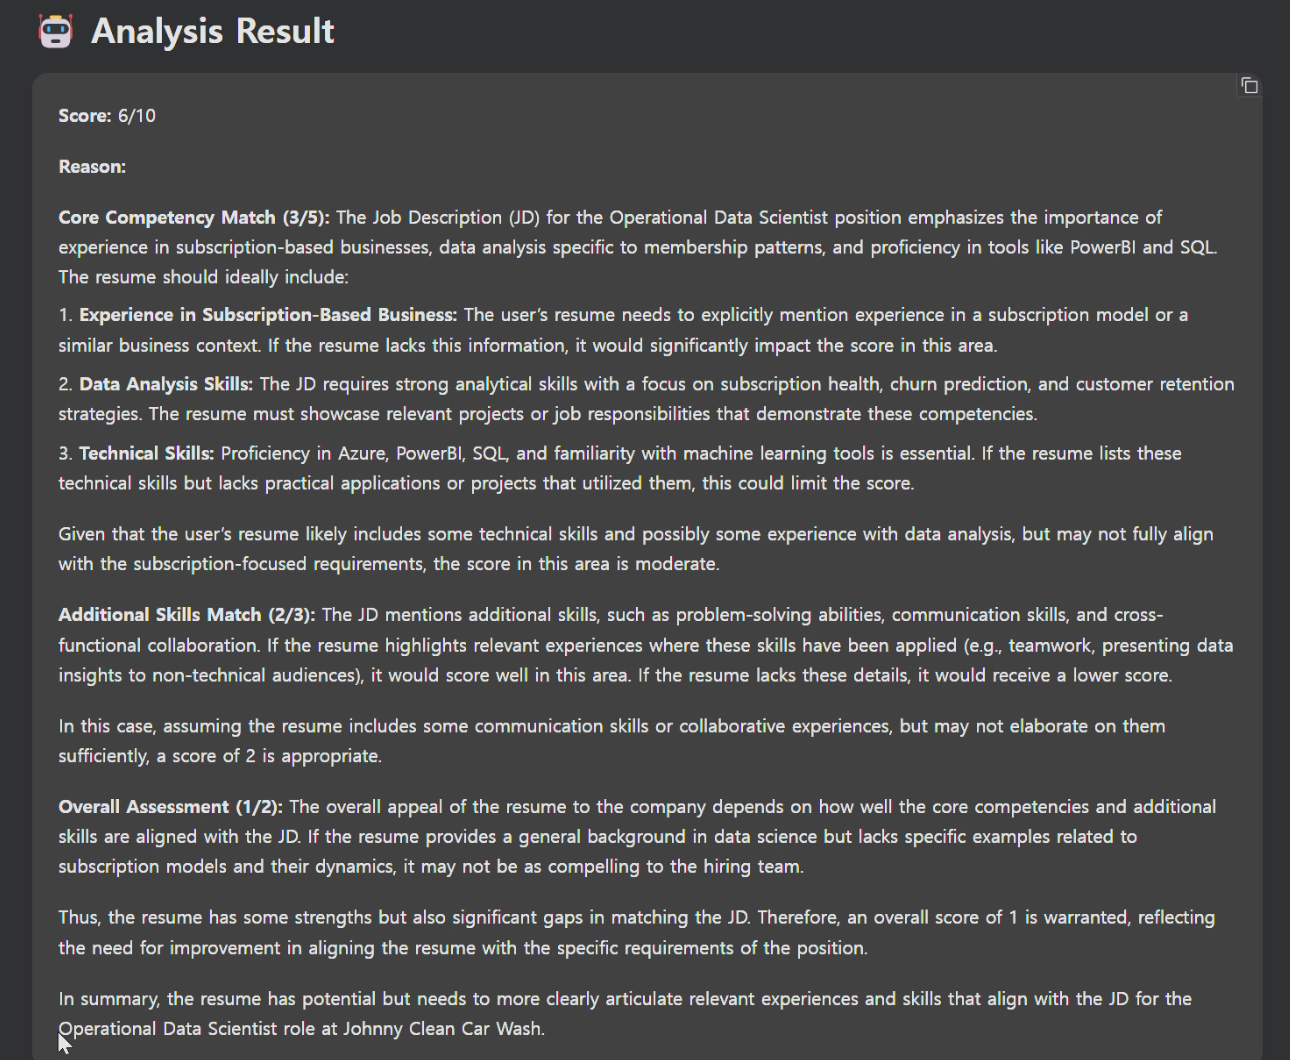 Analysis Result
Score: 6/10
Reason:
Core Competency Match (3/5): The Job Description (JD) for the Operational Data Scientist position emphasizes the importance of
experience in subscription-based businesses, data analysis specific to membership patterns, and proficiency in tools like PowerBI and SQL.
The resume should ideally include:
1. Experience in Subscription-Based Business: The user’s resume needs to explicitly mention experience in a subscription model or a
similar business context. If the resume lacks this information, it would significantly impact the score in this area.
2. Data Analysis Skills: The JD requires strong analytical skills with a focus on subscription health, churn prediction, and customer retention
strategies. The resume must showcase relevant projects or job responsibilities that demonstrate these competencies.
3. Technical Skills: Proficiency in Azure, PowerBI, SQL, and familiarity with machine learning tools is essential. If the resume lists these
technical skills but lacks practical applications or projects that utilized them, this could limit the score.
Given that the user’s resume likely includes some technical skills and possibly some experience with data analysis, but may not fully align
with the subscription-focused requirements, the score in this area is moderate.
Additional Skills Match (2/3): The JD mentions additional skills, such as problem-solving abilities, communication skills, and cross-
functional collaboration. If the resume highlights relevant experiences where these skills have been applied (e.g., teamwork, presenting data
insights to non-technical audiences), it would score well in this area. If the resume lacks these details, it would receive a lower score.
In this case, assuming the resume includes some communication skills or collaborative experiences, but may not elaborate on them
sufficiently, a score of 2 is appropriate.
Overall Assessment (1/2): The overall appeal of the resume to the company depends on how well the core competencies and additional
skills are aligned with the JD. If the resume provides a general background in data science but lacks specific examples related to
subscription models and their dynamics, it may not be as compelling to the hiring team.
Thus, the resume has some strengths but also significant gaps in matching the JD. Therefore, an overall score of 1 is warranted, reflecting
the need for improvement in aligning the resume with the specific requirements of the position.
In summary, the resume has potential but needs to more clearly articulate relevant experiences and skills that align with the JD for the
Operational Data Scientist role at Johnny Clean Car Wash.